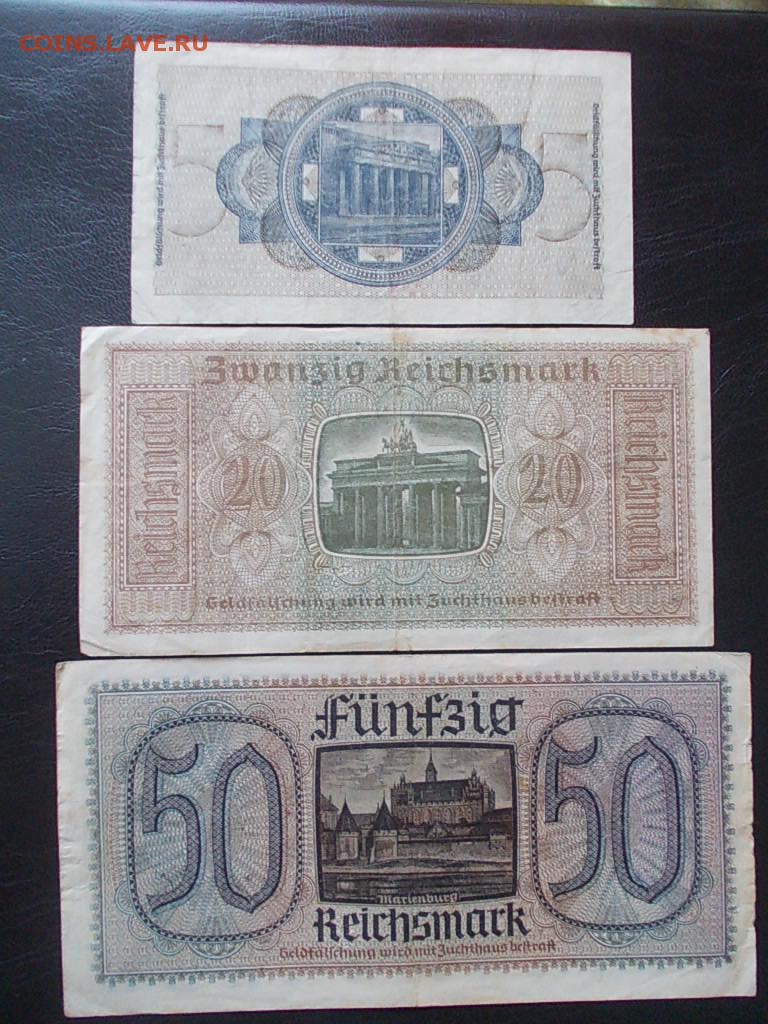 COINS.LAVE.RU
5
5
Geldfälschung wird mit Zuchthaus bestraft
Geldfälschung wird mit Zuchthaus bestraft
Zwanzig Reichsmark
Reichsmark
20
20
Reichsmark
Geldfälschung wird mit Zuchthaus bestraft
Fünfzig
50
50
Marienburg
Reichsmark
Geldfälschung wird mit Zuchthaus bestraft